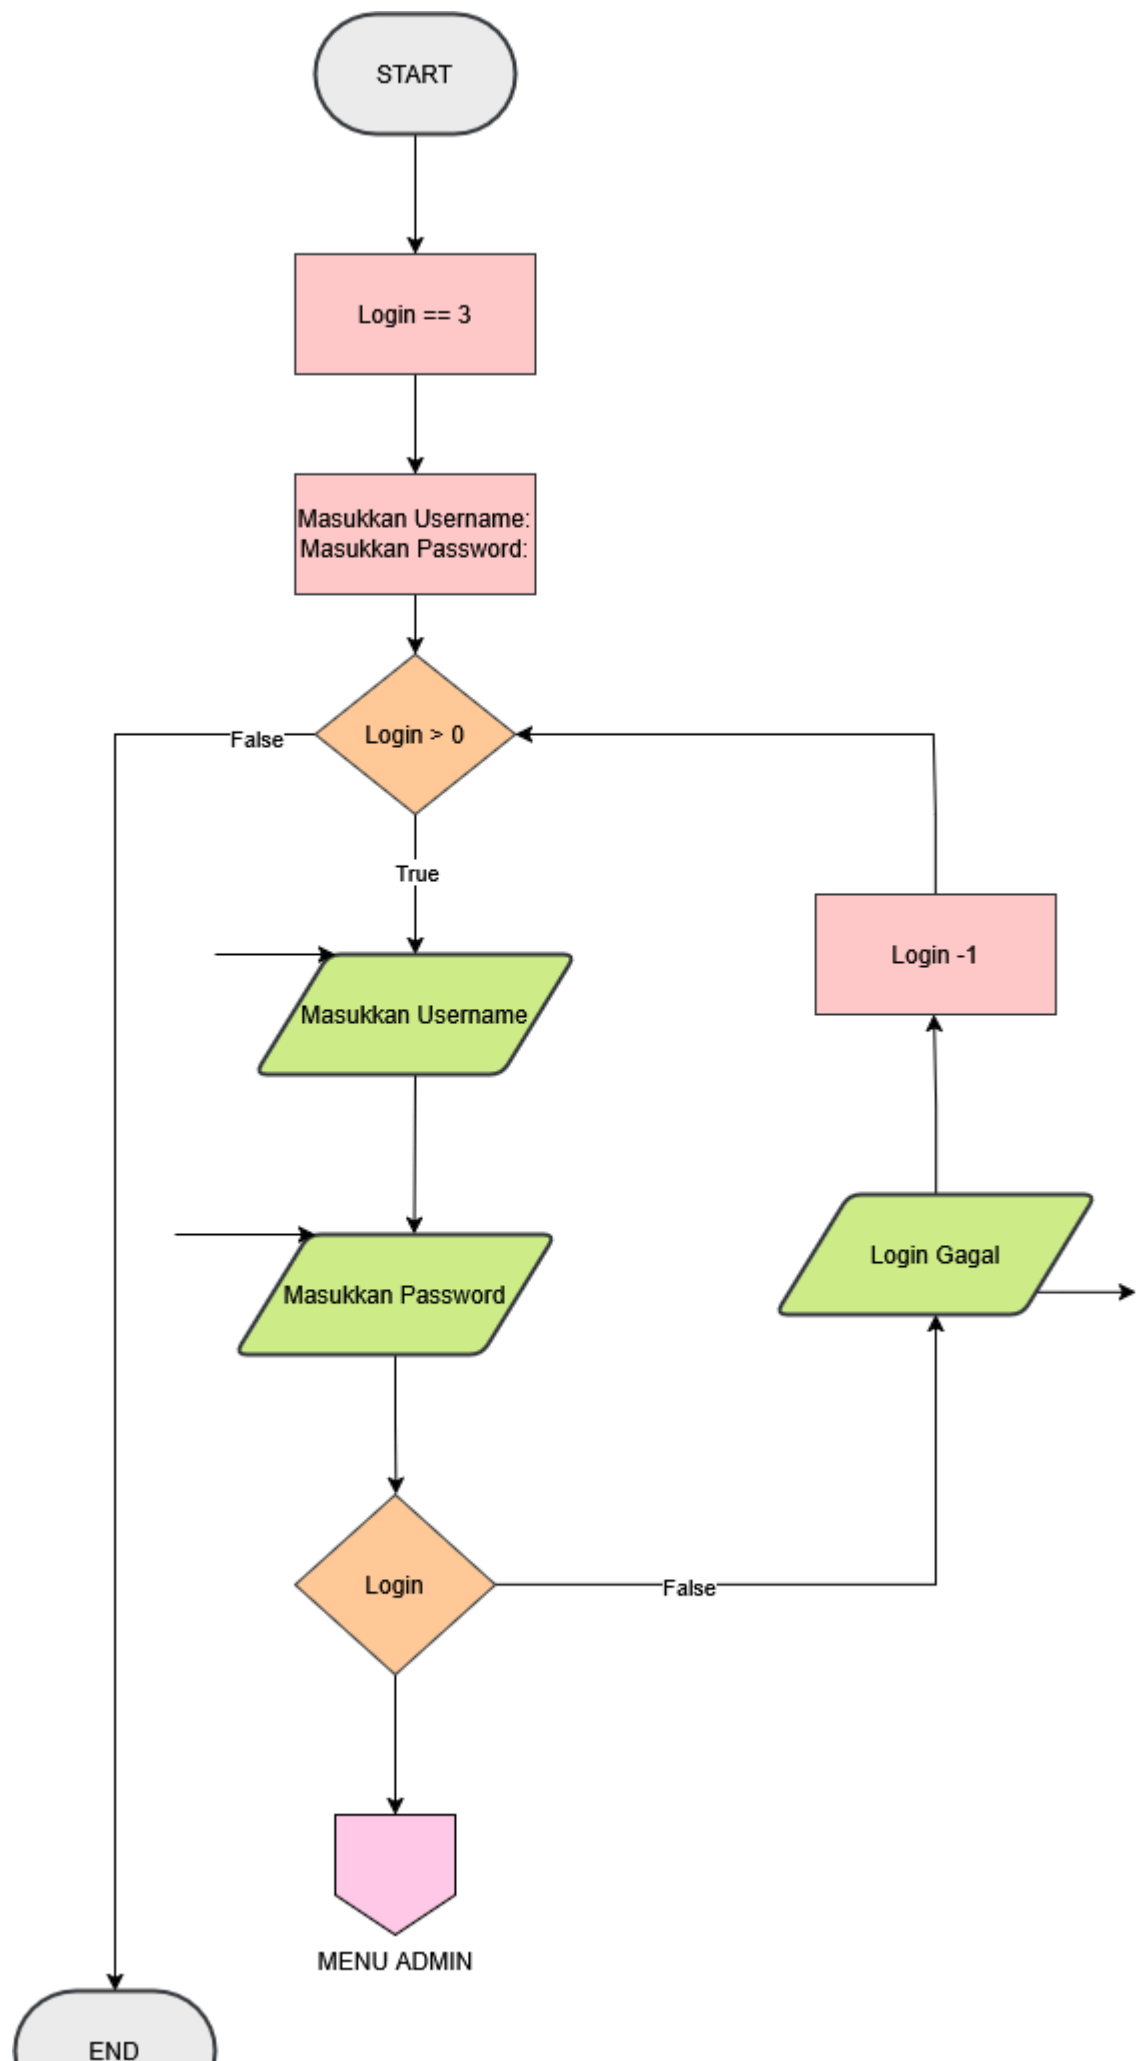 START
Login == 3
Masukkan Username:
Masukkan Password:
Login > 0
False
True
Masukkan Username
Login -1
Masukkan Password
Login Gagal
Login
False
MENU ADMIN
END